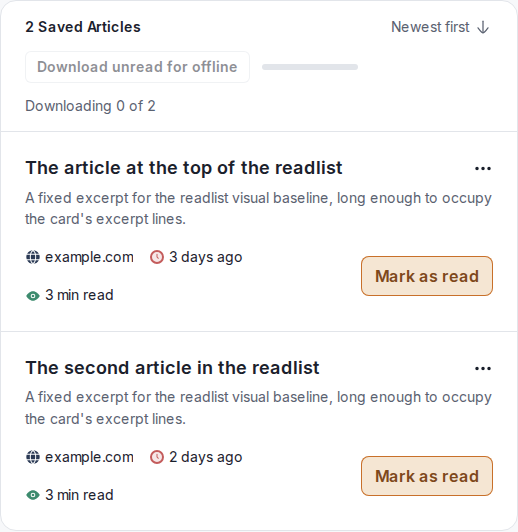 2 Saved Articles
Newest first
Download unread for offline
Downloading 0 of 2
The article at the top of the readlist
A fixed excerpt for the readlist visual baseline, long enough to occupy
the card's excerpt lines.
example.com
3 days ago
3 min read
Mark as read
The second article in the readlist
A fixed excerpt for the readlist visual baseline, long enough to occupy
the card's excerpt lines.
example.com
2 days ago
3 min read
Mark as read